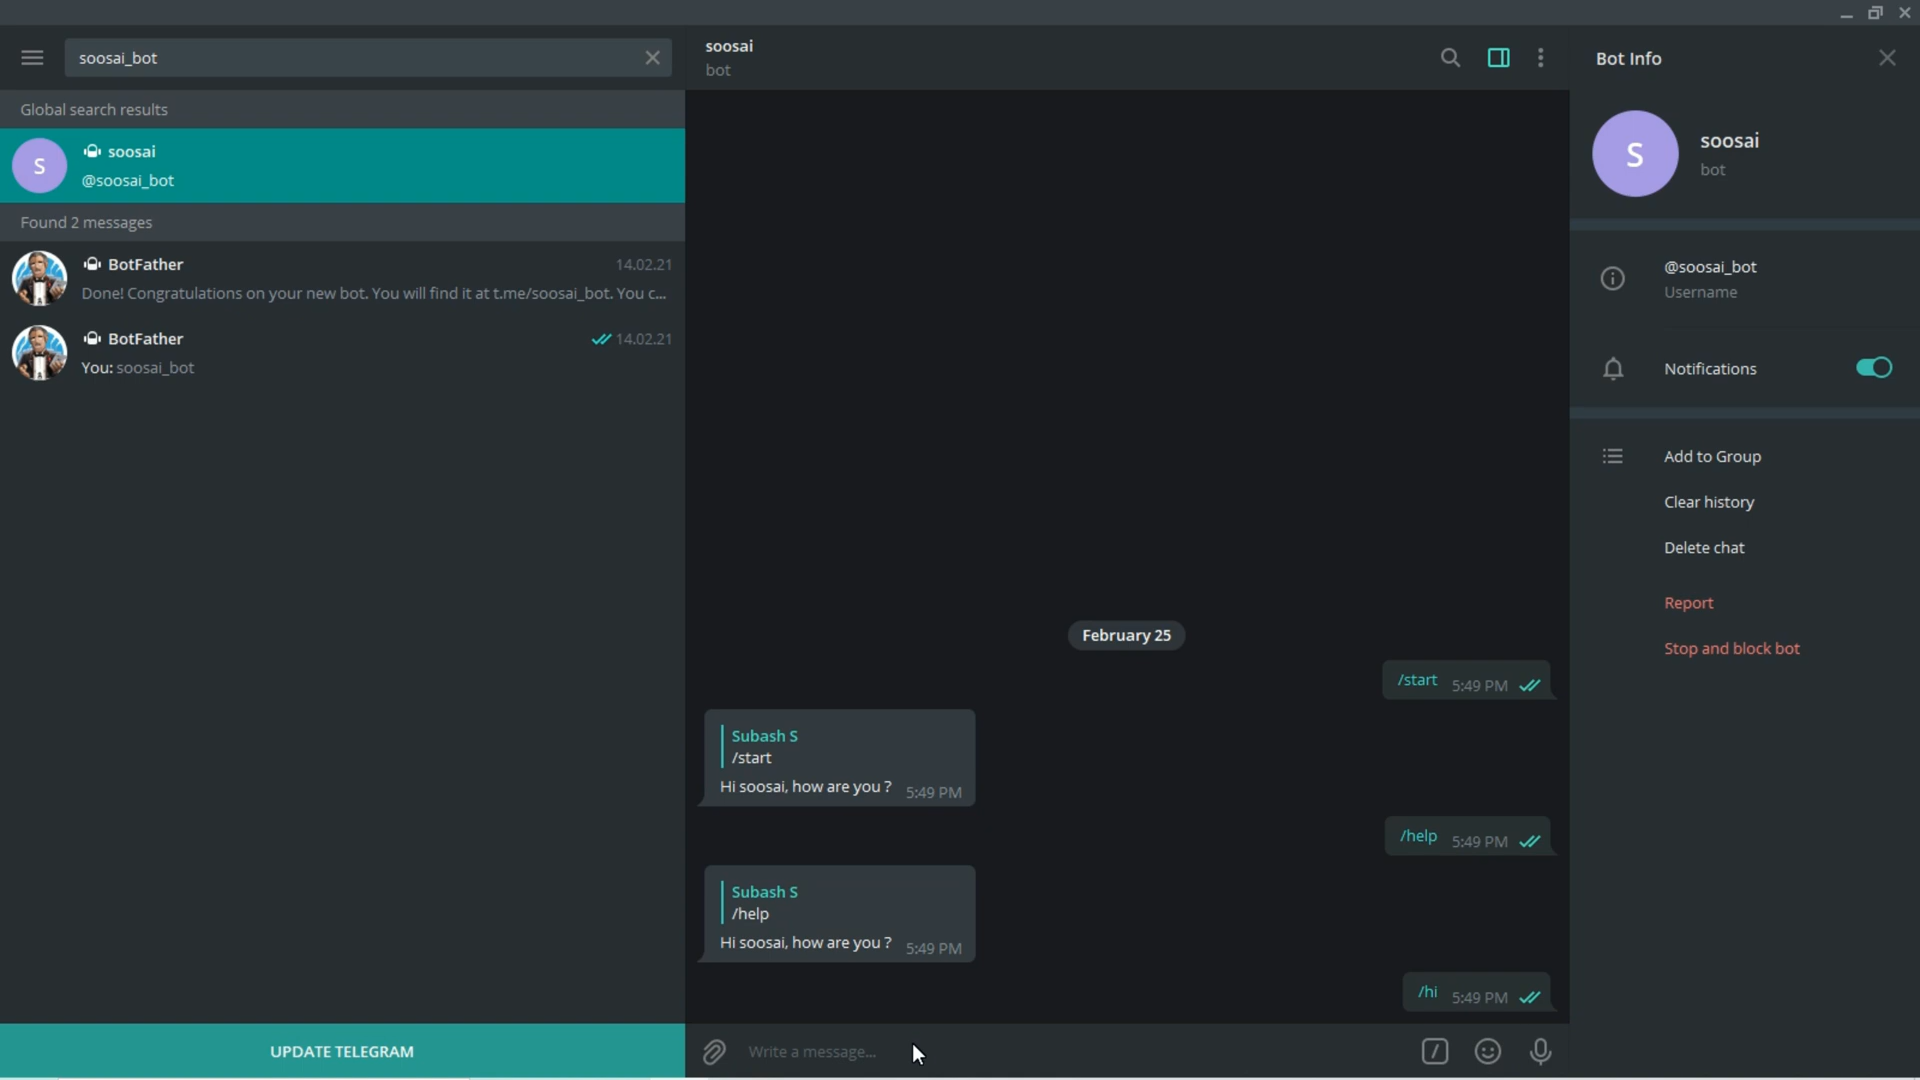 soosai_bot
Global search results
S
soosai
@soosai_bot
Found 2 messages
BotFather 14.02.21
Done! Congratulations on your new bot. You will find it at t.me/soosai_bot. You c...
BotFather 14.02.21
You: soosai_bot
UPDATE TELEGRAM
soosai
bot
February 25
/start 5:49 PM
Subash S
/start
Hi soosai, how are you ? 5:49 PM
/help 5:49 PM
Subash S
/help
Hi soosai, how are you ? 5:49 PM
/hi 5:49 PM
Write a message...
Bot Info
S
soosai
bot
@soosai_bot
Username
Notifications
Add to Group
Clear history
Delete chat
Report
Stop and block bot